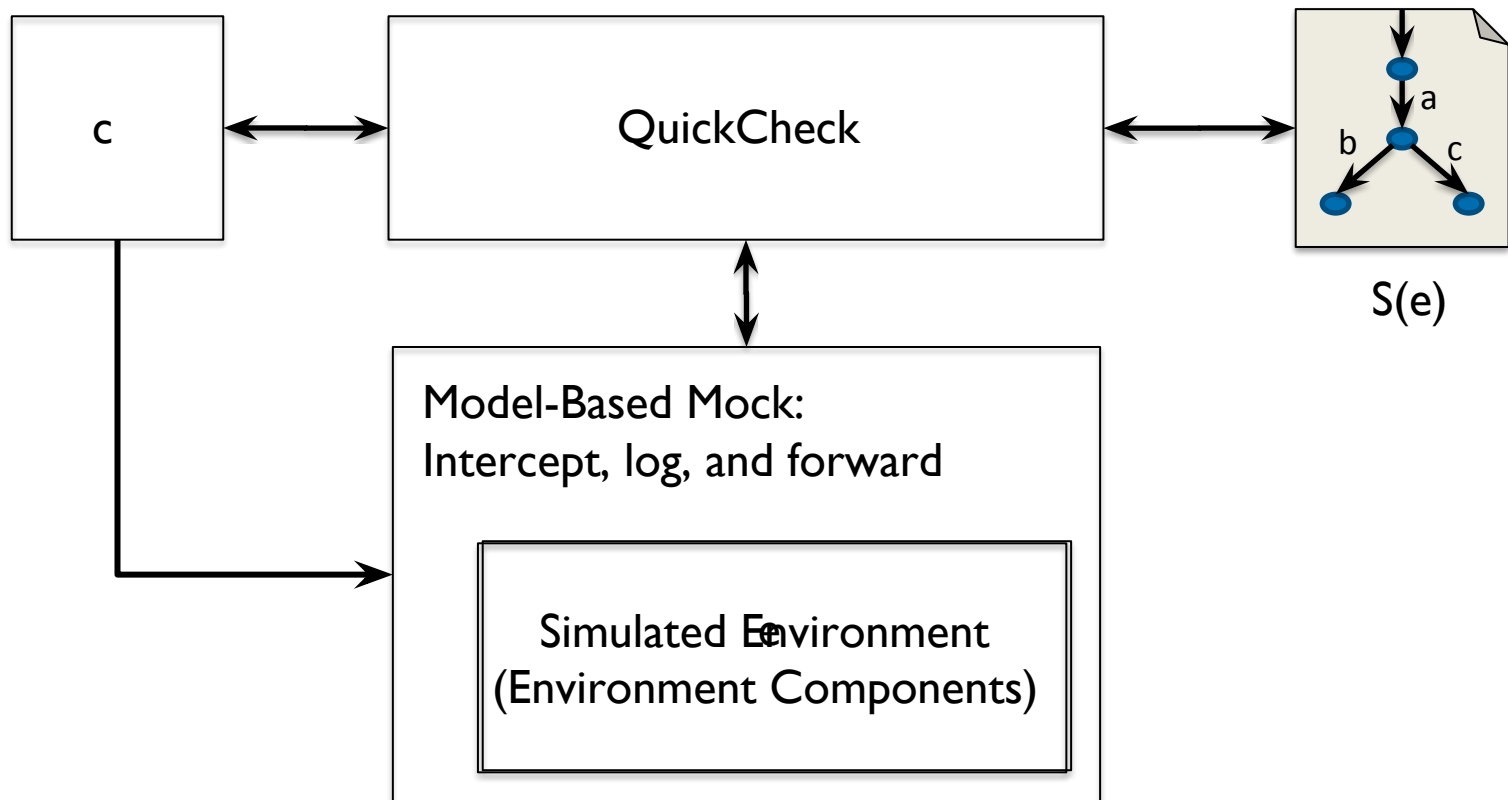 c
QuickCheck
a
b
c
S(e)
Model-Based Mock:
Intercept, log, and forward
Simulated Environment
e
(Environment Components)